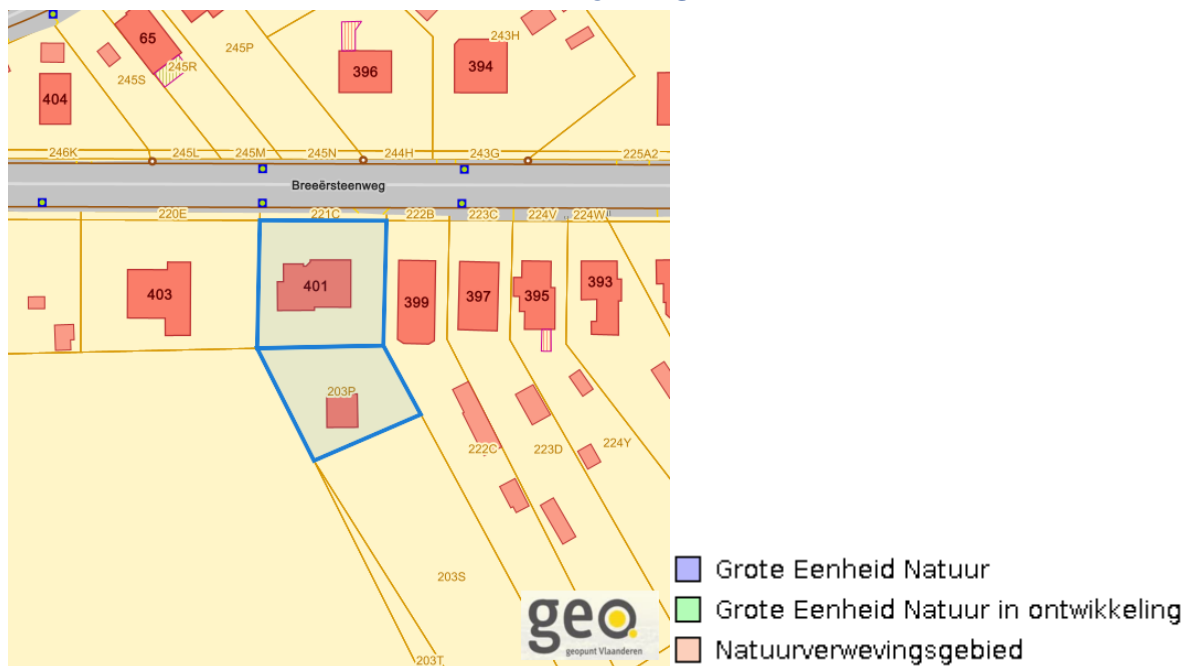 65
245P
243H
245R
245S
396
394
404
246K
245L
245M
245N
244H
243G
225A2
Breeërsteenweg
220E
221C
222B
223C
224V
224W
403
401
399
397
395
393
203P
222C
223D
224Y
203S
203T
geo.
geopunt Vlaanderen
Grote Eenheid Natuur
Grote Eenheid Natuur in ontwikkeling
Natuurverwevingsgebied